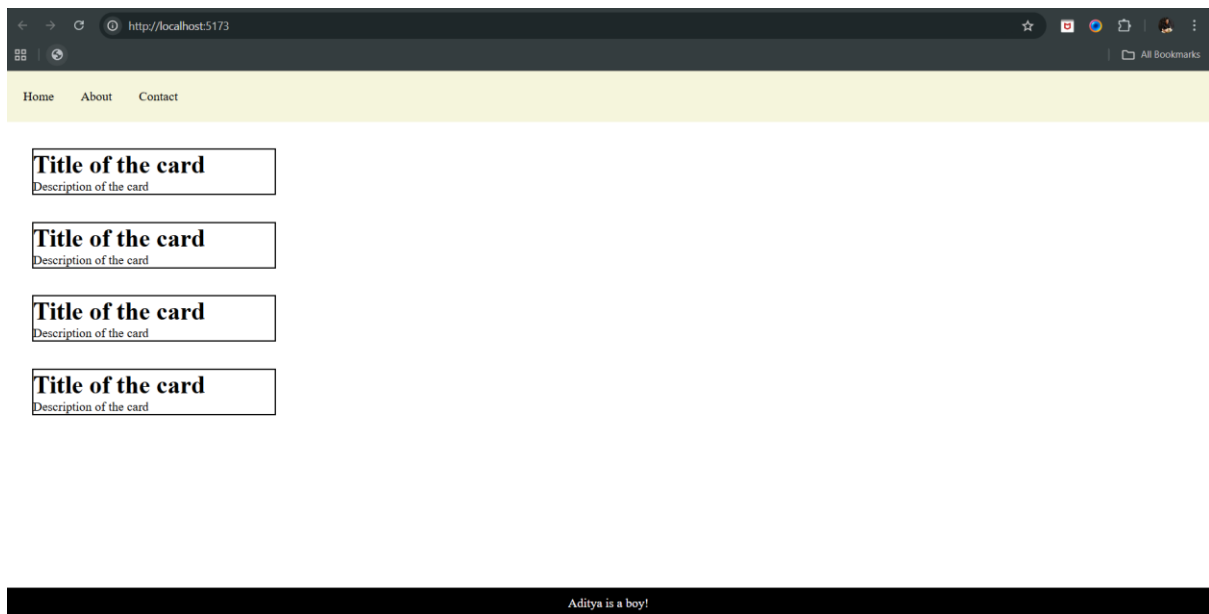 http://localhost:5173
All Bookmarks
Home About Contact
Title of the card
Description of the card
Title of the card
Description of the card
Title of the card
Description of the card
Title of the card
Description of the card
Aditya is a boy!